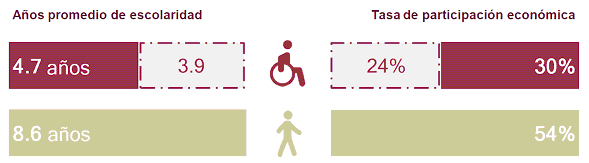 Años promedio de escolaridad
Tasa de participación económica
4.7 años 3.9
24% 30%
8.6 años
54%